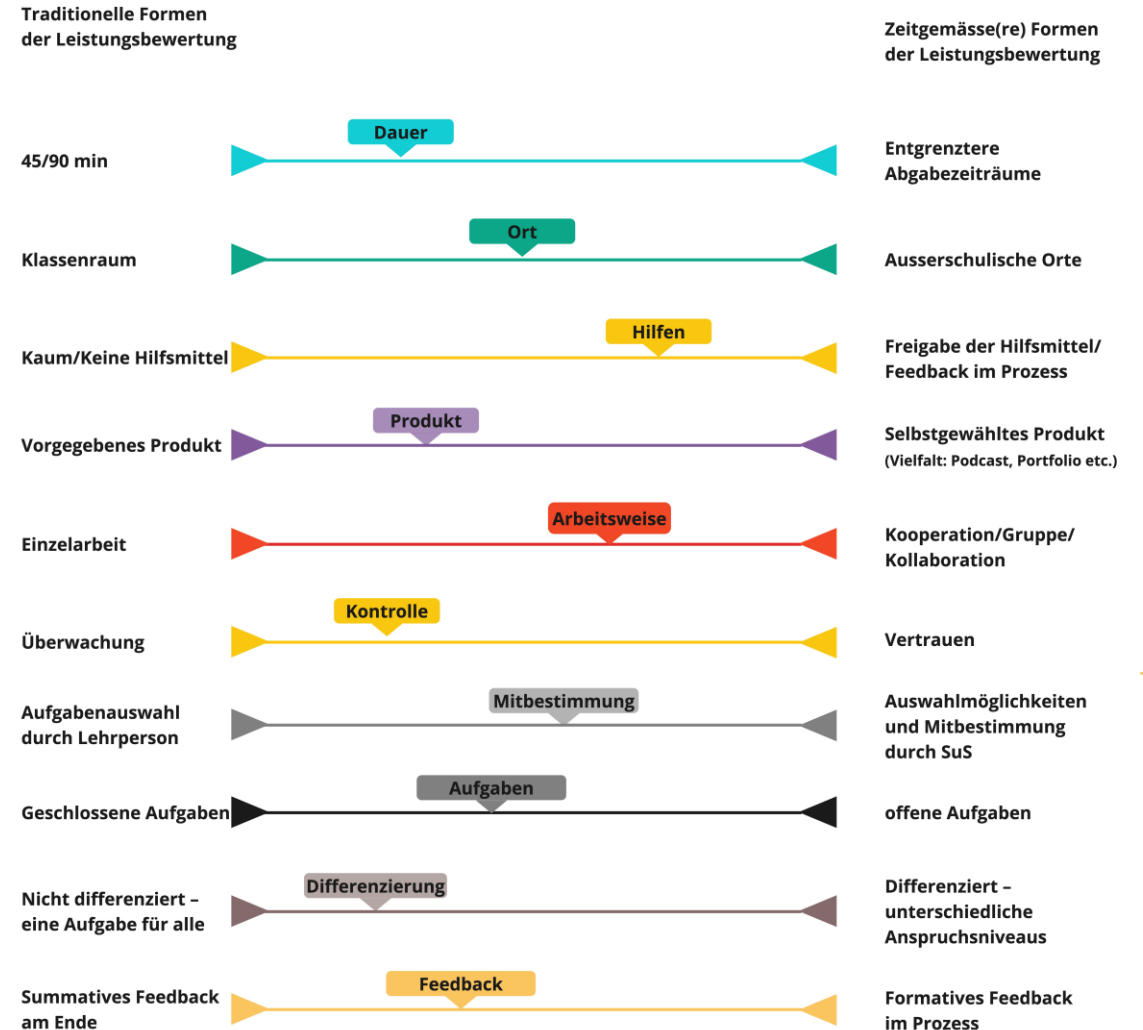 Traditionelle Formen
der Leistungsbewertung
Zeitgemässe(re) Formen
der Leistungsbewertung
Dauer
45/90 min
Entgrenztere
Abgabezeiträume
Ort
Klassenraum
Ausserschulische Orte
Hilfen
Kaum/Keine Hilfsmittel
Freigabe der Hilfsmittel/
Feedback im Prozess
Produkt
Vorgegebenes Produkt
Selbstgewähltes Produkt
(Vielfalt: Podcast, Portfolio etc.)
Arbeitsweise
Einzelarbeit
Kooperation/Gruppe/
Kollaboration
Kontrolle
Überwachung
Vertrauen
Mitbestimmung
Aufgabenauswahl
durch Lehrperson
Auswahlmöglichkeiten
und Mitbestimmung
durch SuS
Aufgaben
Geschlossene Aufgaben
offene Aufgaben
Differenzierung
Nicht differenziert –
eine Aufgabe für alle
Differenziert –
unterschiedliche
Anspruchsniveaus
Feedback
Summatives Feedback
am Ende
Formatives Feedback
im Prozess